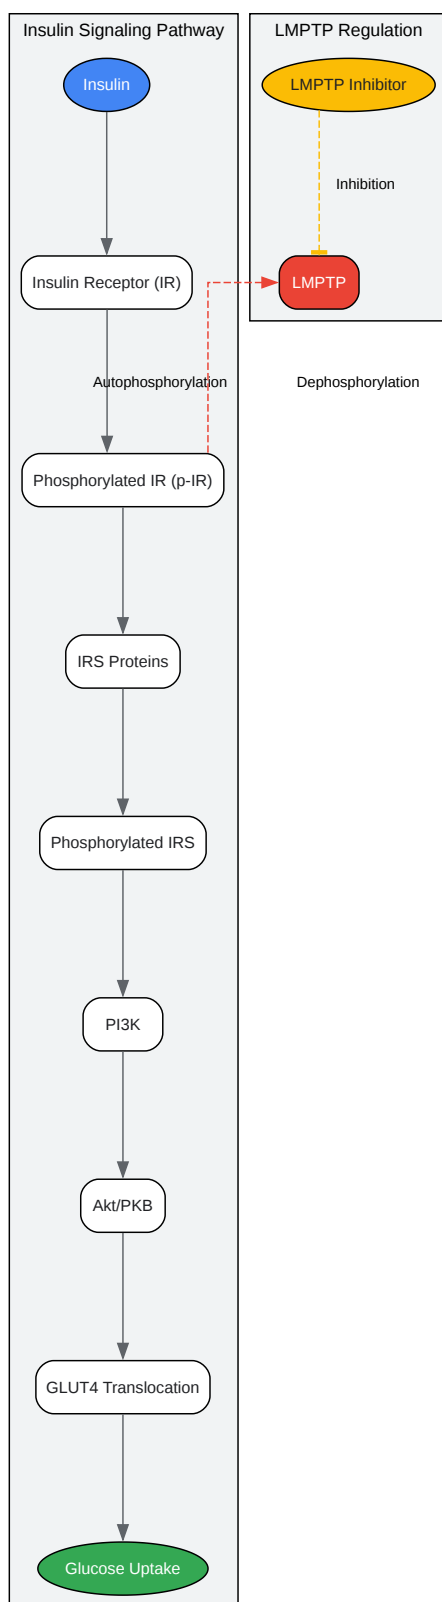 Insulin Signaling Pathway
LMPTP Regulation
Insulin
LMPTP Inhibitor
Inhibition
Insulin Receptor (IR)
LMPTP
Autophosphorylation
Dephosphorylation
Phosphorylated IR (p-IR)
IRS Proteins
Phosphorylated IRS
PI3K
Akt/PKB
GLUT4 Translocation
Glucose Uptake